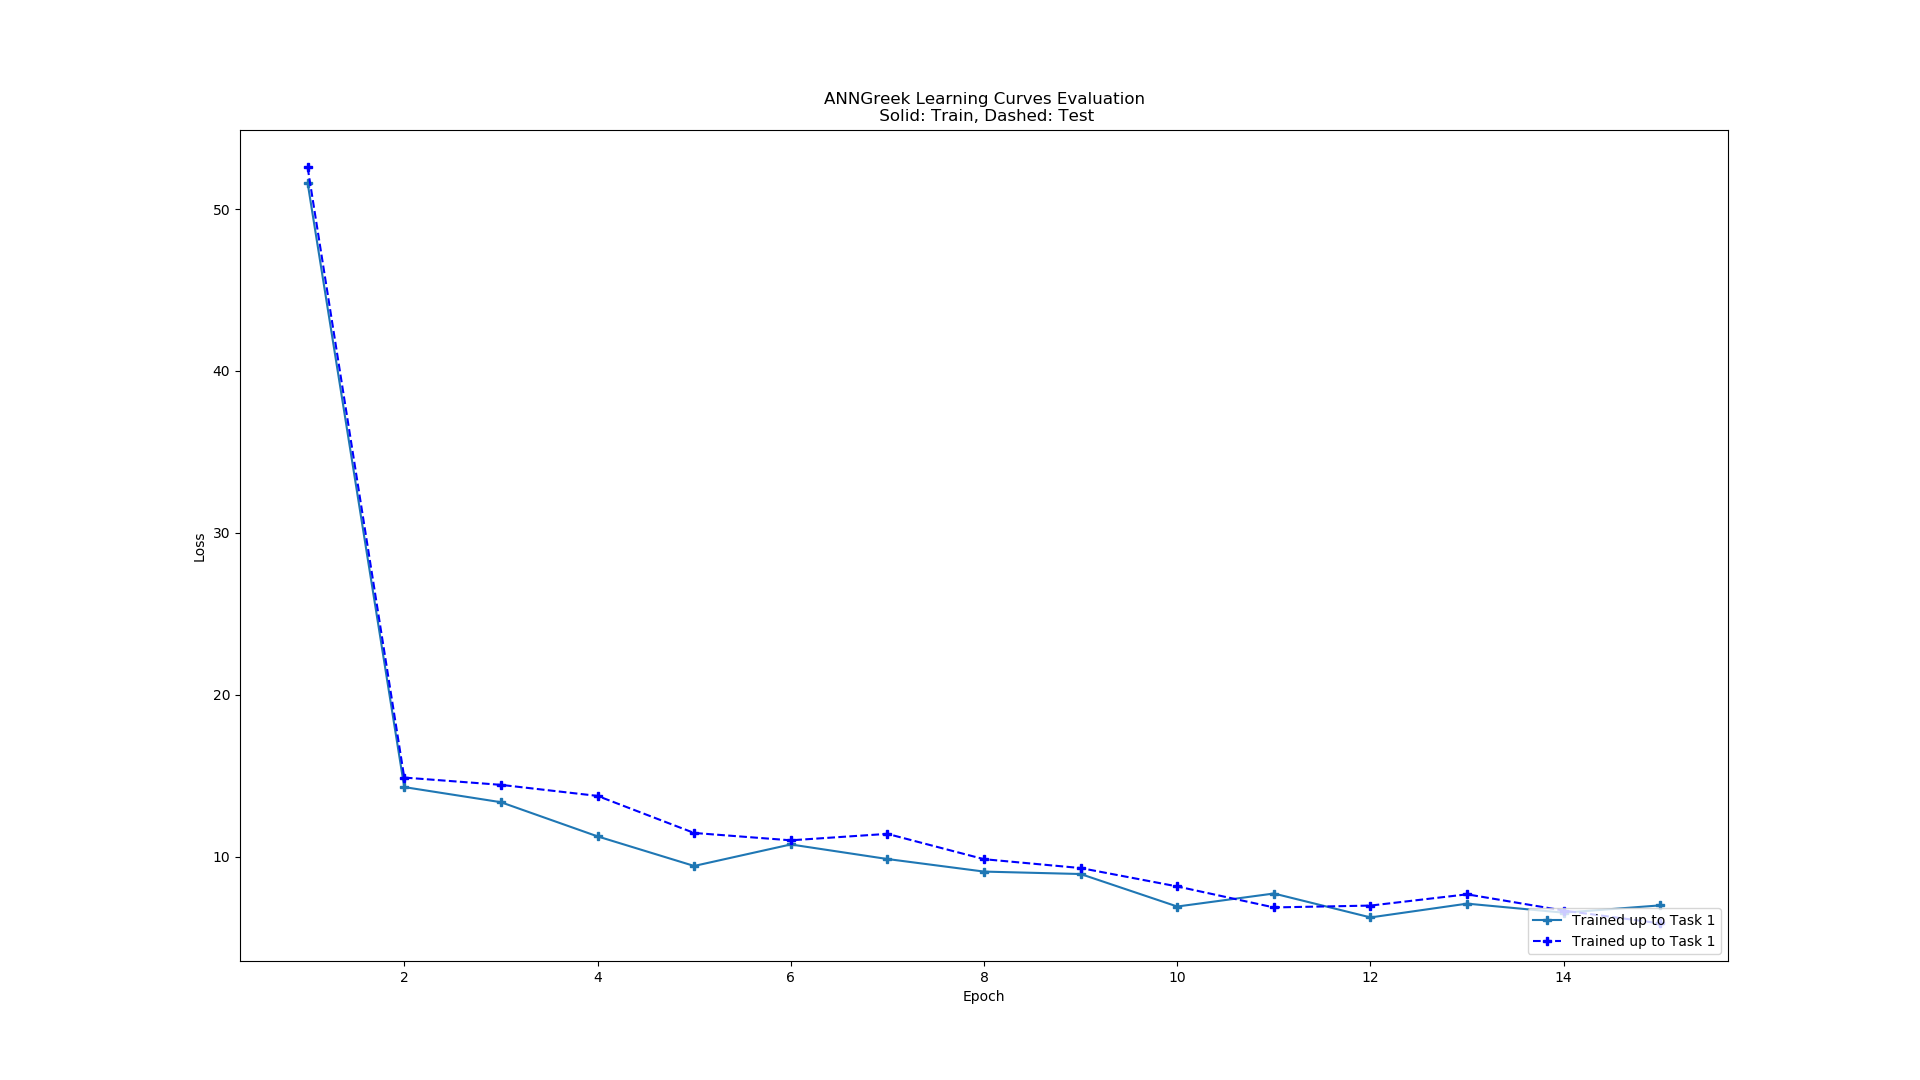 ANNGreek Learning Curves Evaluation
Solid: Train, Dashed: Test
50
40
30
20
10
Loss
2 4 6 8 10 12 14
Epoch
Trained up to Task 1
Trained up to Task 1